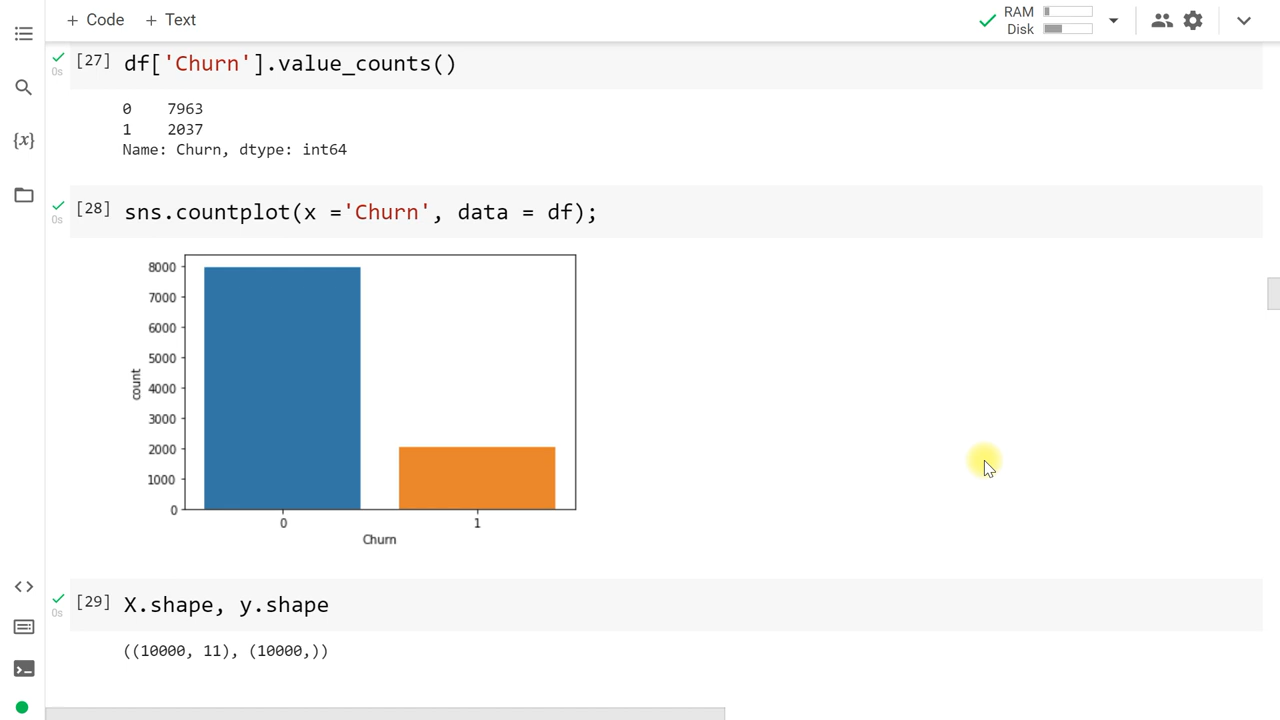 + Code + Text
RAM
Disk
{x}
0s
[27] df['Churn'].value_counts()
0 7963
1 2037
Name: Churn, dtype: int64
0s
[28] sns.countplot(x ='Churn', data = df);
8000
7000
6000
5000
4000
3000
2000
1000
0
count
0 1
Churn
0s
[29] X.shape, y.shape
((10000, 11), (10000,))